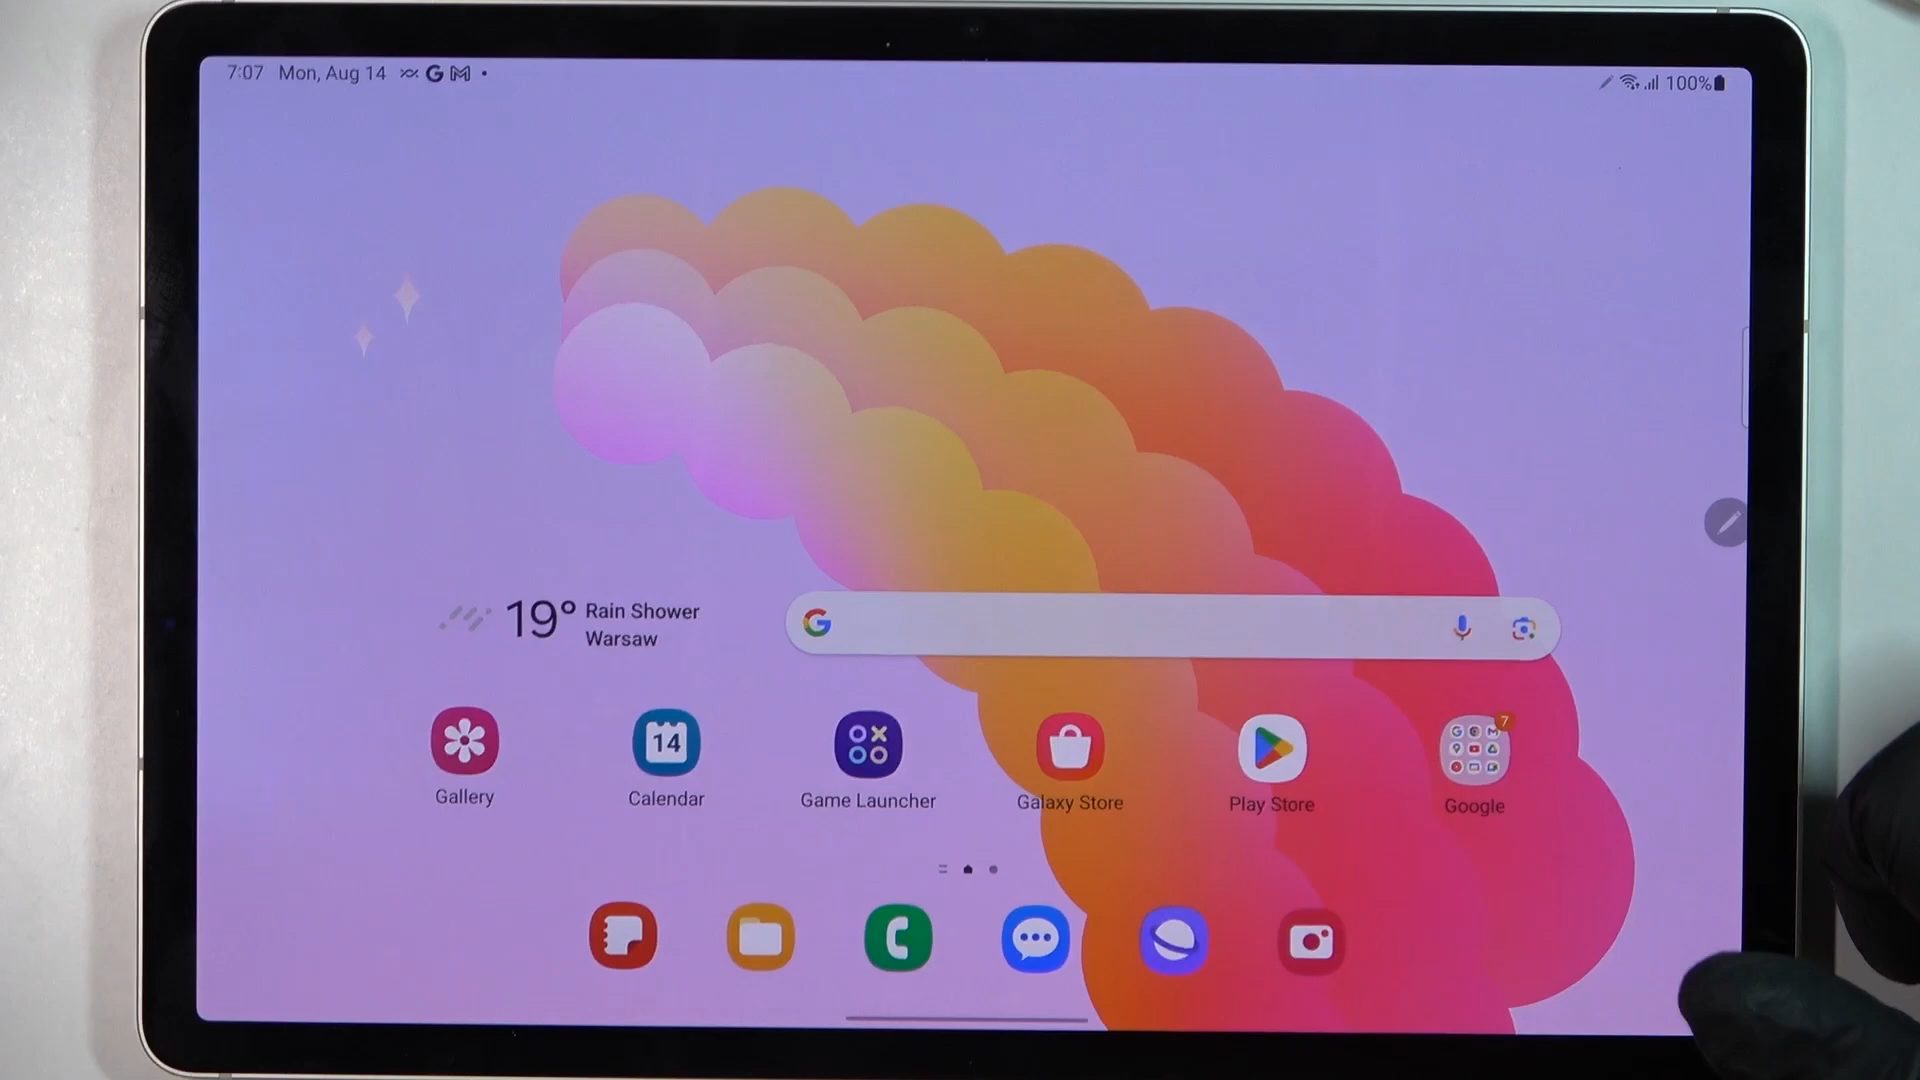 7:07 Mon, Aug 14
100%
19° Rain Shower
Warsaw
G
14
7
Gallery
Calendar
Game Launcher
Galaxy Store
Play Store
Google